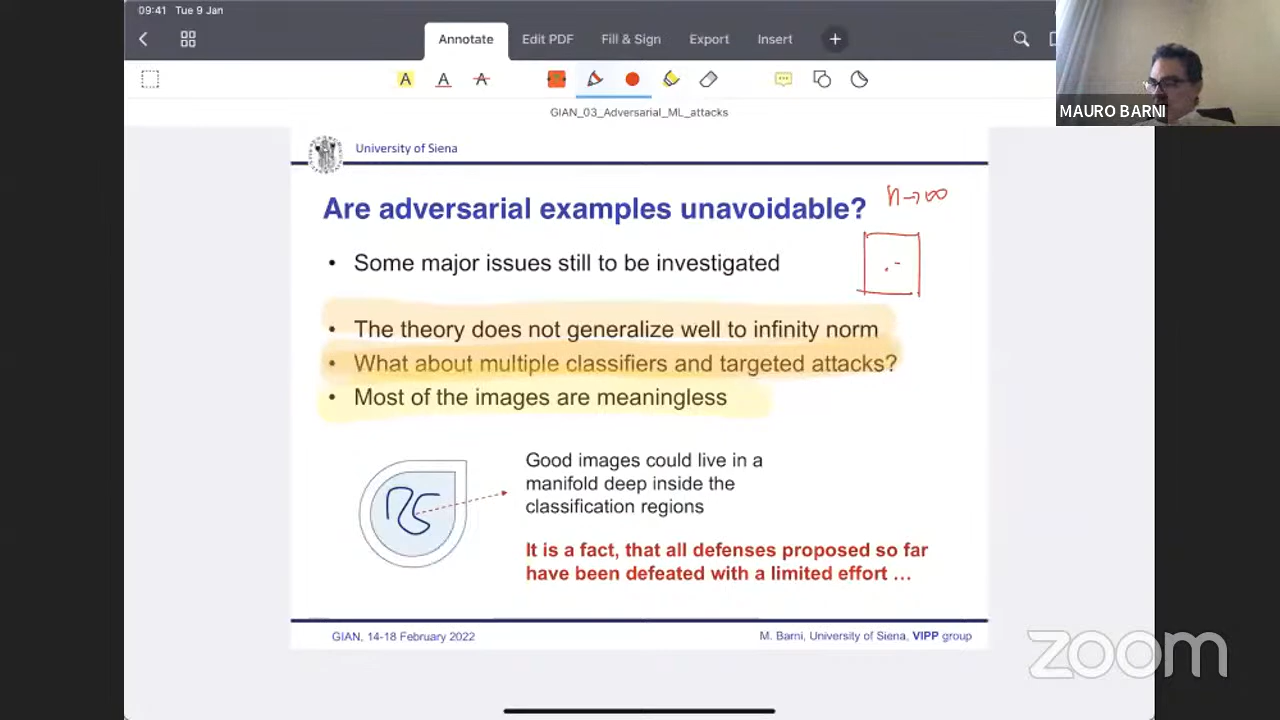 09:41 Tue 9 Jan
Annotate Edit PDF Fill & Sign Export Insert +
A A A
MAURO BARNI
GIAN_03_Adversarial_ML_attacks
University of Siena
Are adversarial examples unavoidable?
n→∞
• Some major issues still to be investigated
• The theory does not generalize well to infinity norm
• What about multiple classifiers and targeted attacks?
• Most of the images are meaningless
Good images could live in a
manifold deep inside the
classification regions
It is a fact, that all defenses proposed so far
have been defeated with a limited effort …
GIAN, 14-18 February 2022
M. Barni, University of Siena, VIPP group
zoom